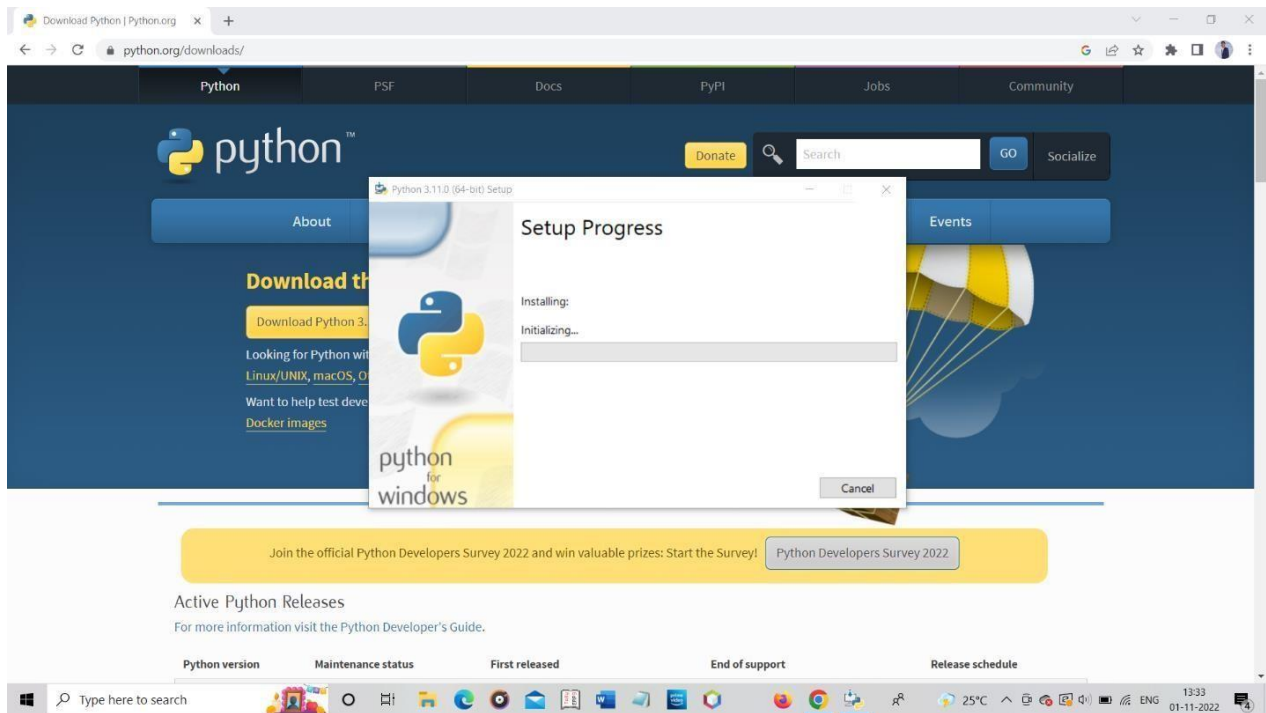 Download Python | Python.org
python.org/downloads/
Python PSF Docs PyPI Jobs Community
python™
Donate Search GO Socialize
Python 3.11.0 (64-bit) Setup
About Events
Setup Progress
Download th
Installing:
Download Python 3.
Initializing...
Looking for Python wit
Linux/UNIX, macOS, O
Want to help test deve
Docker images
python
for
windows
Cancel
Join the official Python Developers Survey 2022 and win valuable prizes: Start the Survey! Python Developers Survey 2022
Active Python Releases
For more information visit the Python Developer's Guide.
Python version Maintenance status First released End of support Release schedule
Type here to search 25°C ENG 13:33
01-11-2022
4